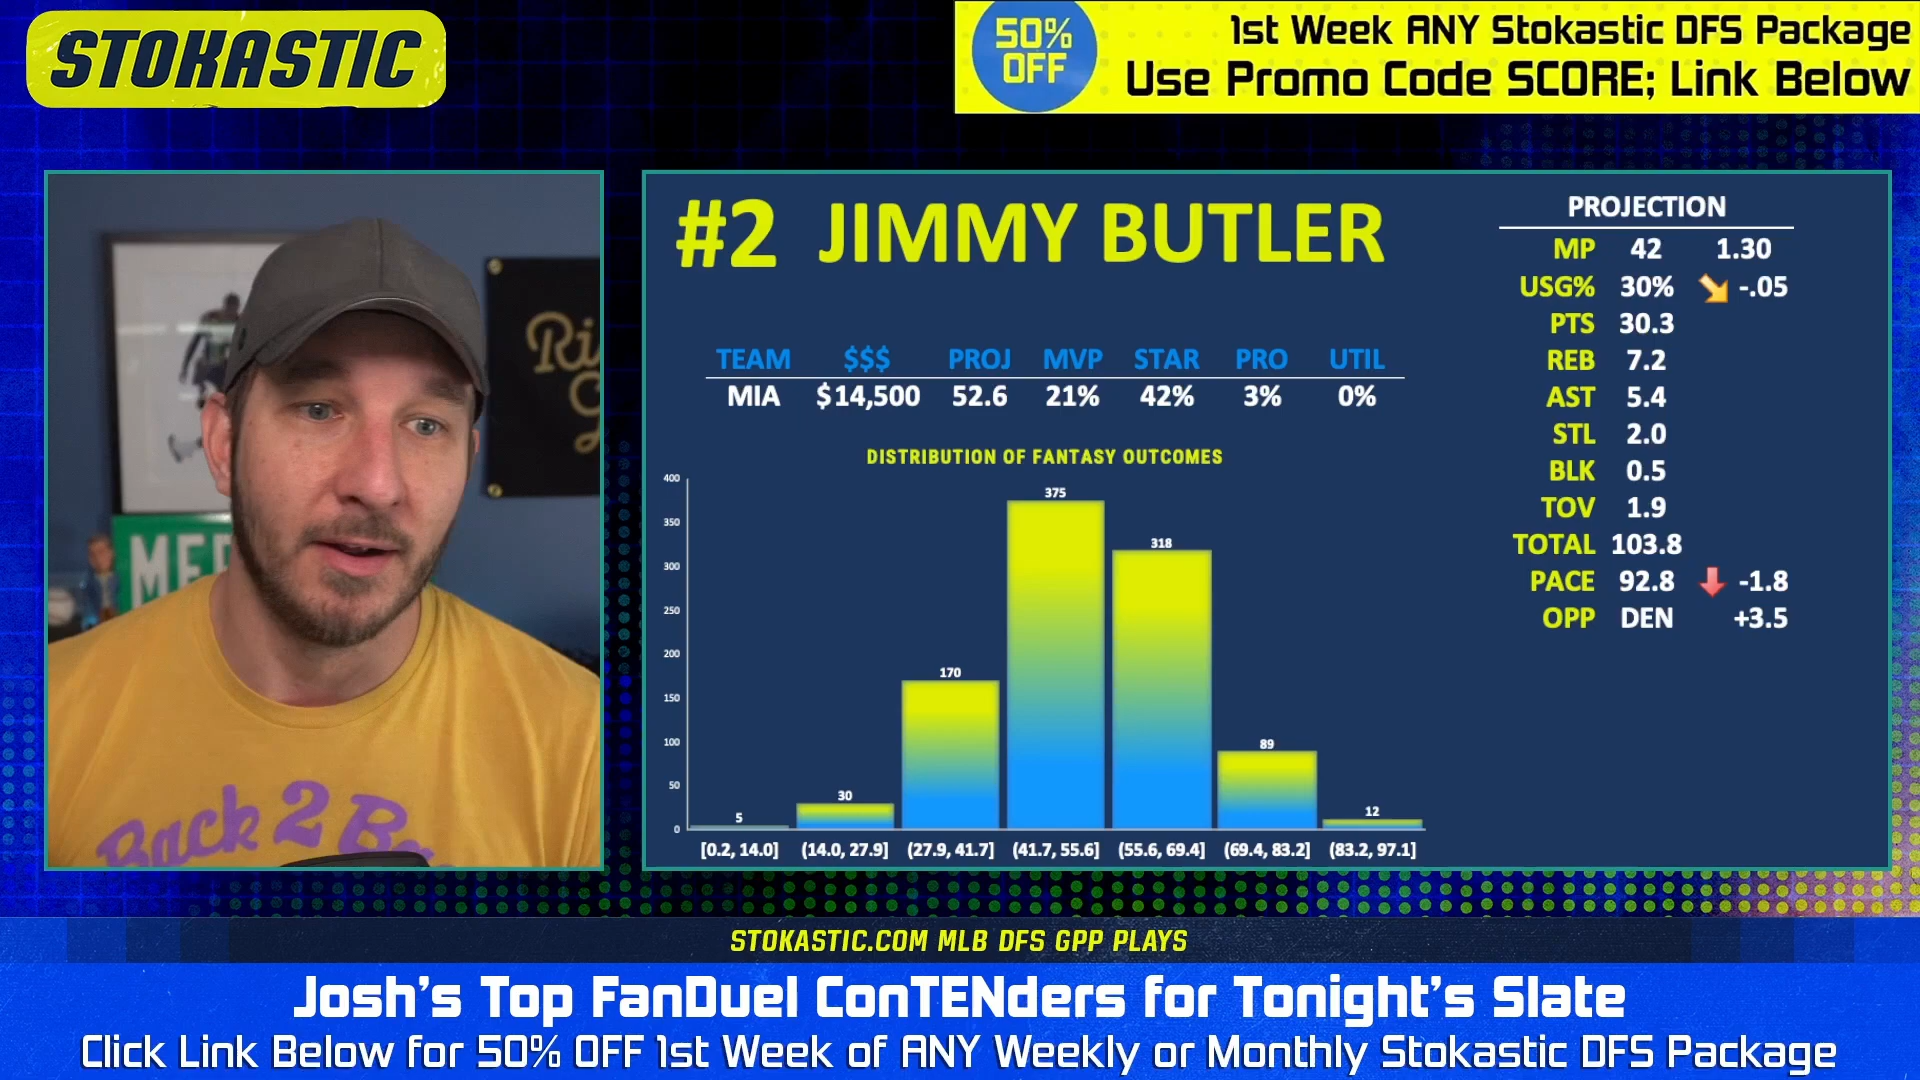 STOKASTIC
50%
OFF
1st Week ANY Stokastic DFS Package
Use Promo Code SCORE; Link Below
Back 2 B
#2 JIMMY BUTLER
TEAM $$$ PROJ MVP STAR PRO UTIL
MIA $14,500 52.6 21% 42% 3% 0%
DISTRIBUTION OF FANTASY OUTCOMES
400
350
300
250
200
150
100
50
0
5 30 170 375 318 89 12
[0.2, 14.0] (14.0, 27.9] (27.9, 41.7] (41.7, 55.6] (55.6, 69.4] (69.4, 83.2] (83.2, 97.1]
PROJECTION
MP 42 1.30
USG% 30% -.05
PTS 30.3
REB 7.2
AST 5.4
STL 2.0
BLK 0.5
TOV 1.9
TOTAL 103.8
PACE 92.8 -1.8
OPP DEN +3.5
STOKASTIC.COM MLB DFS GPP PLAYS
Josh's Top FanDuel ConTENders for Tonight's Slate
Click Link Below for 50% OFF 1st Week of ANY Weekly or Monthly Stokastic DFS Package